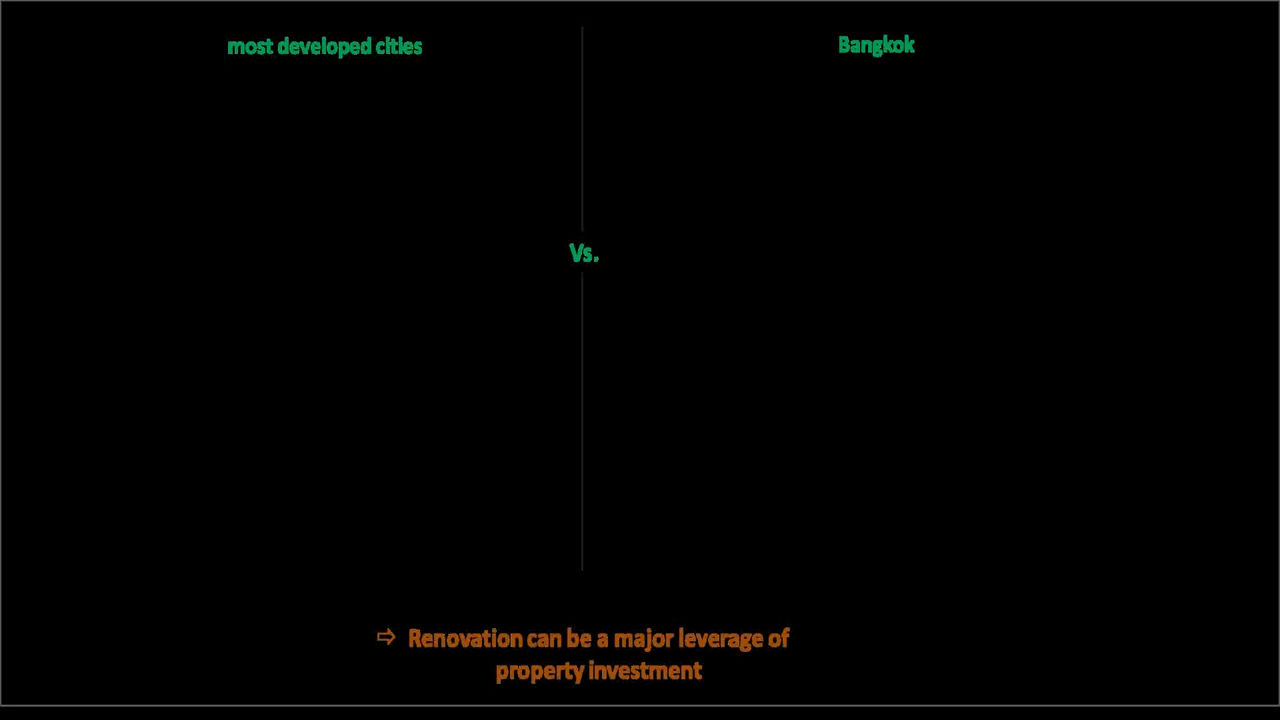 most developed cities
Bangkok
Vs.
⇨ Renovation can be a major leverage of
property investment